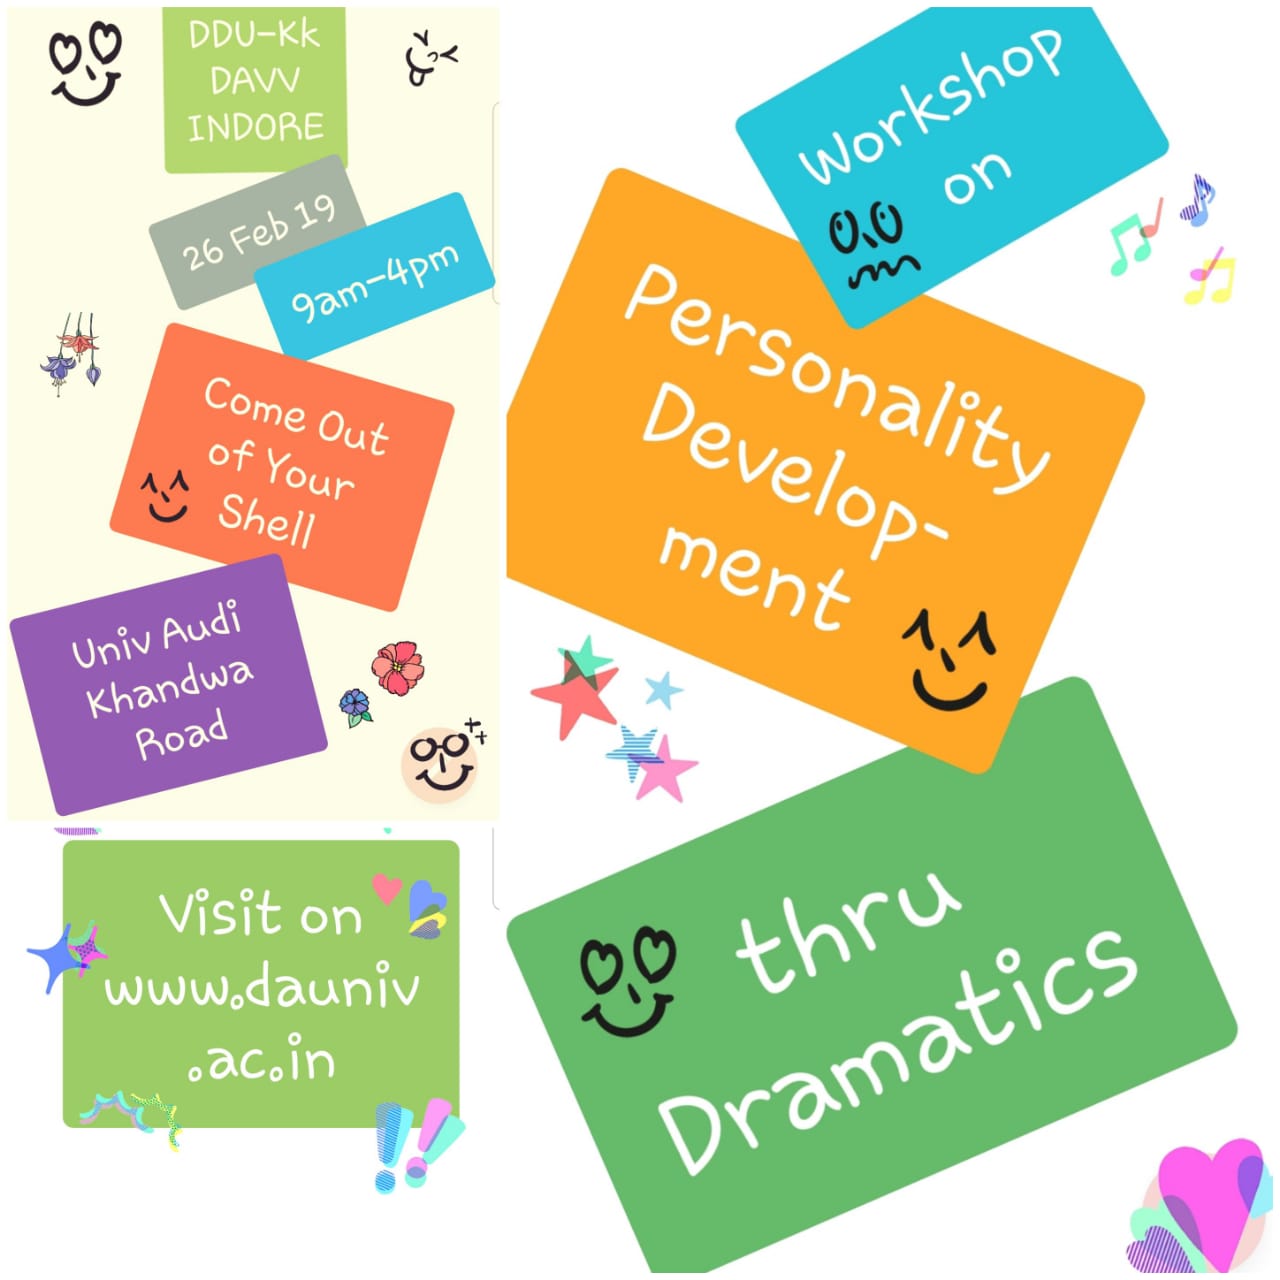 DDU-Kk
DAVV
INDORE
26 Feb 19
9am-4pm
Come Out
of Your
Shell
Univ Audi
Khandwa
Road
Visit on
www.dauniv
.ac.in
Workshop
on
Personality
Develop-
ment
thru
Dramatics